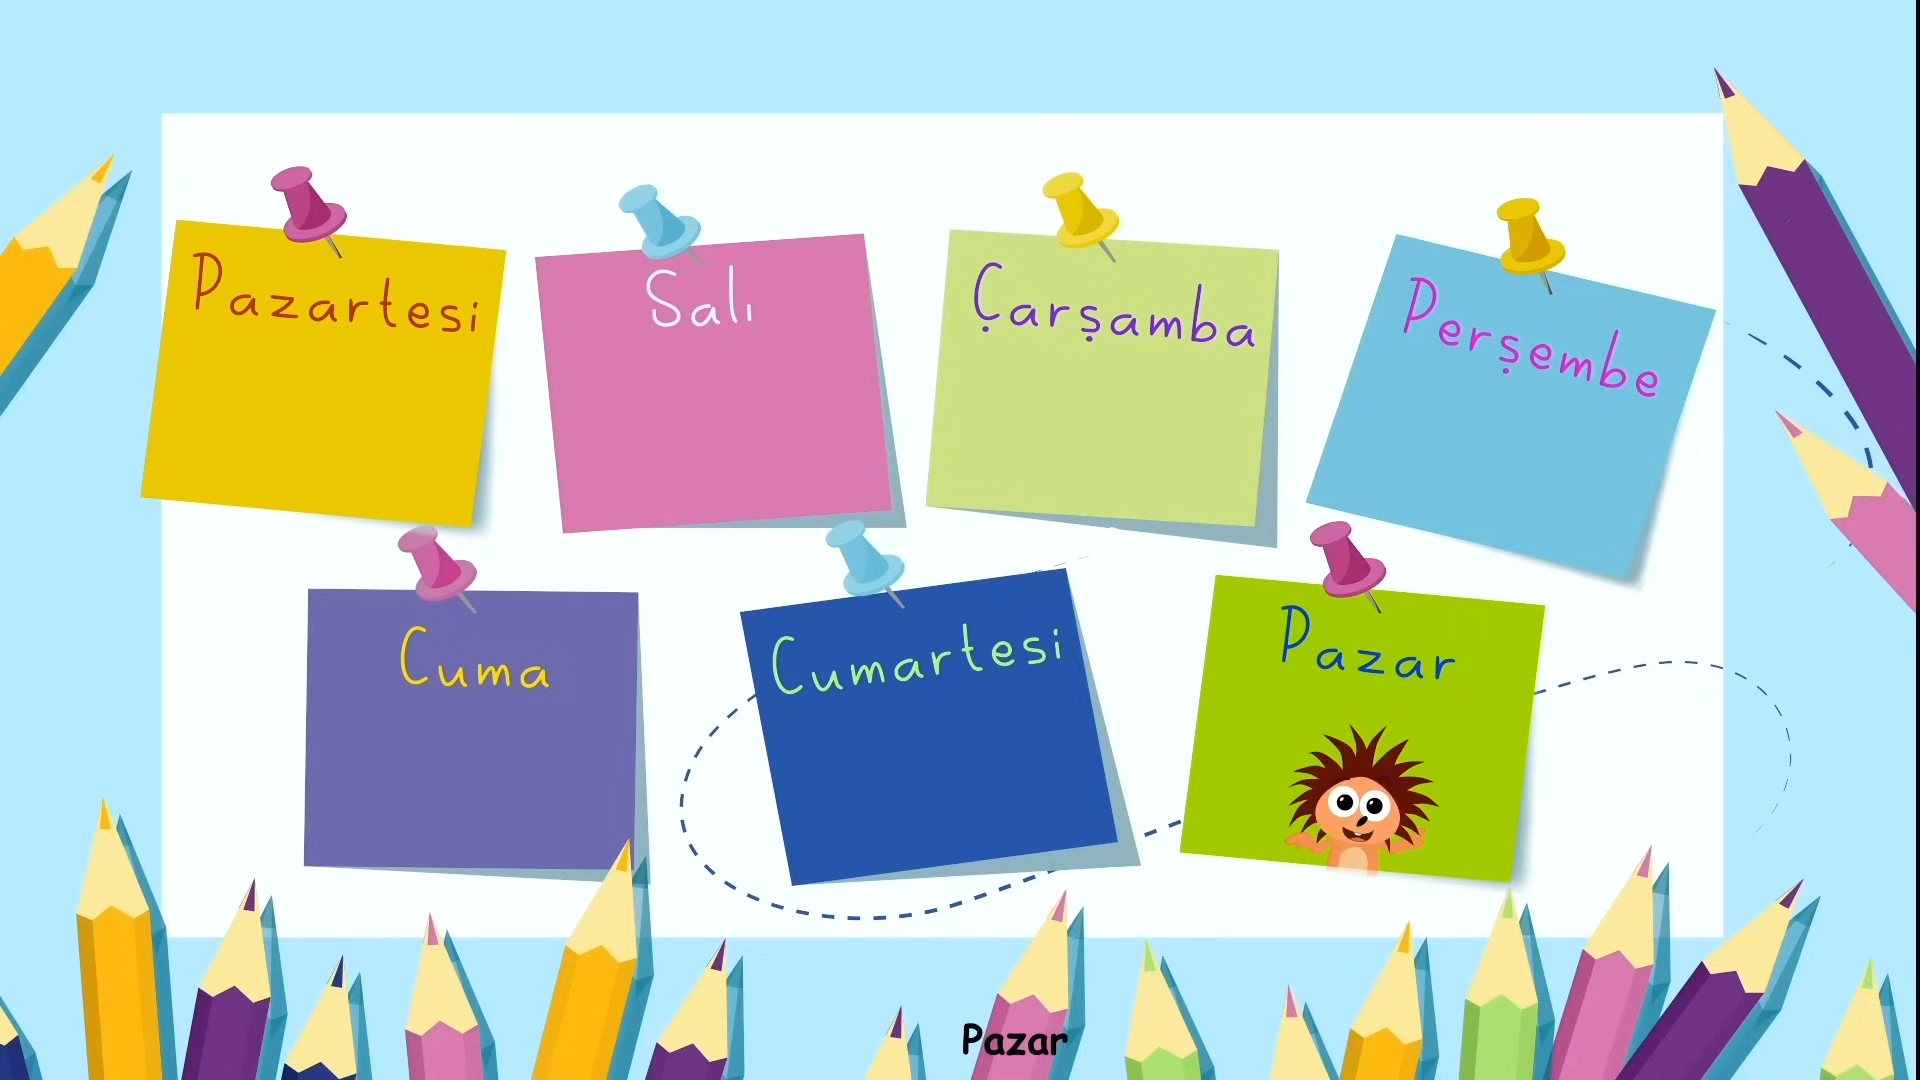 Pazartesi
Salı
Çarşamba
Perşembe
Cuma
Cumartesi
Pazar
Pazar